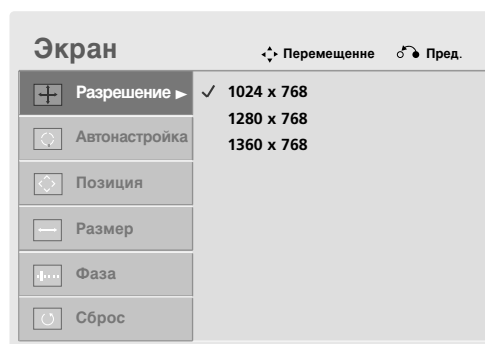 Экран
Перемещенне Пред.
Разрешение ► ✓ 1024 x 768
1280 x 768
1360 x 768
Автонастройка
Позиция
Размер
Фаза
Сброс